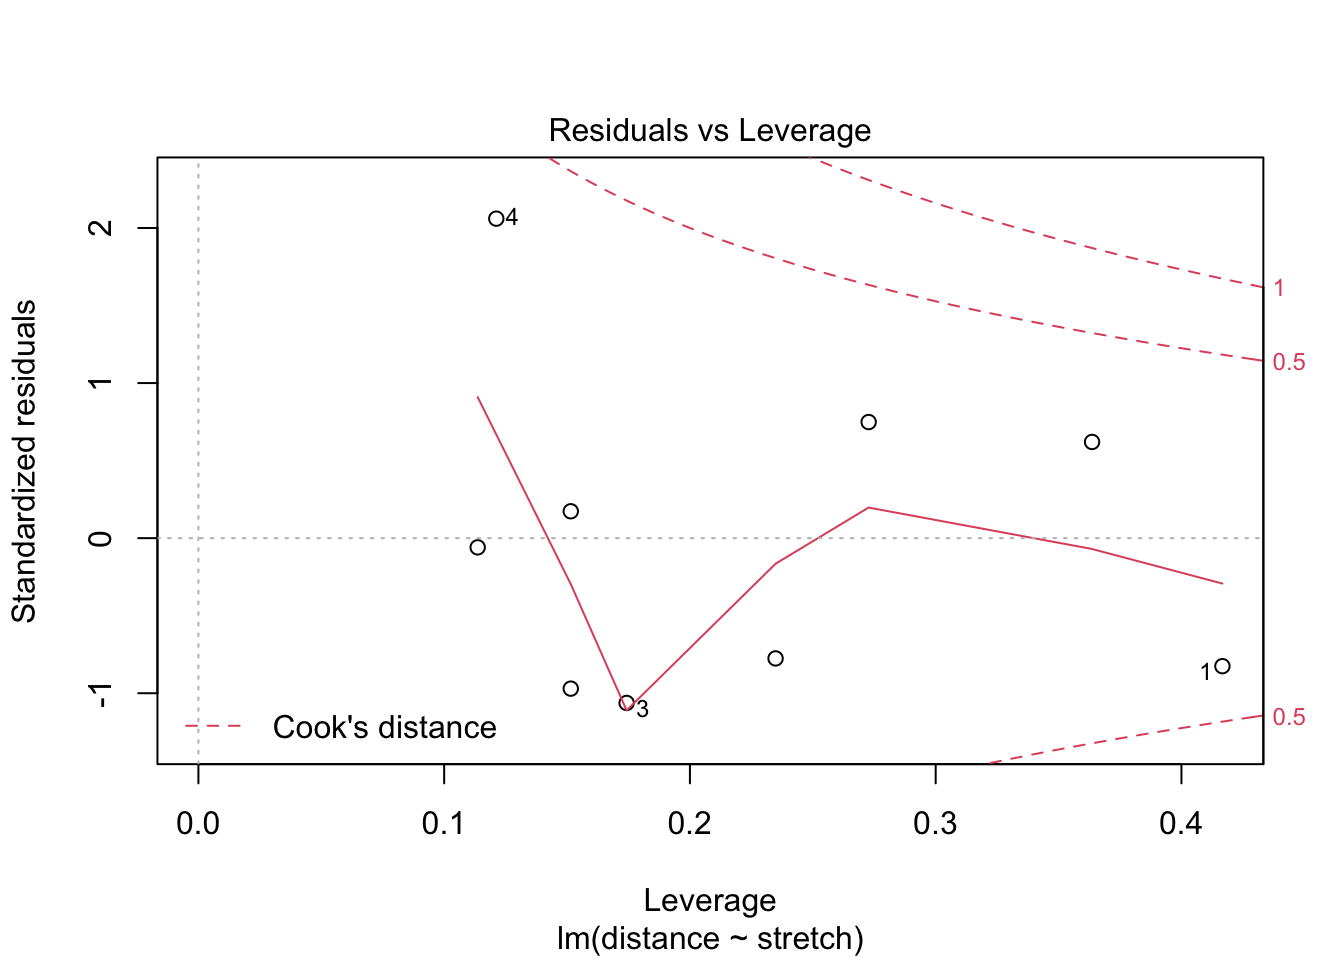 Residuals vs Leverage
Standardized residuals
2
1
0
-1
4
3
1
1
0.5
0.5
Cook's distance
0.0 0.1 0.2 0.3 0.4
Leverage
lm(distance ~ stretch)